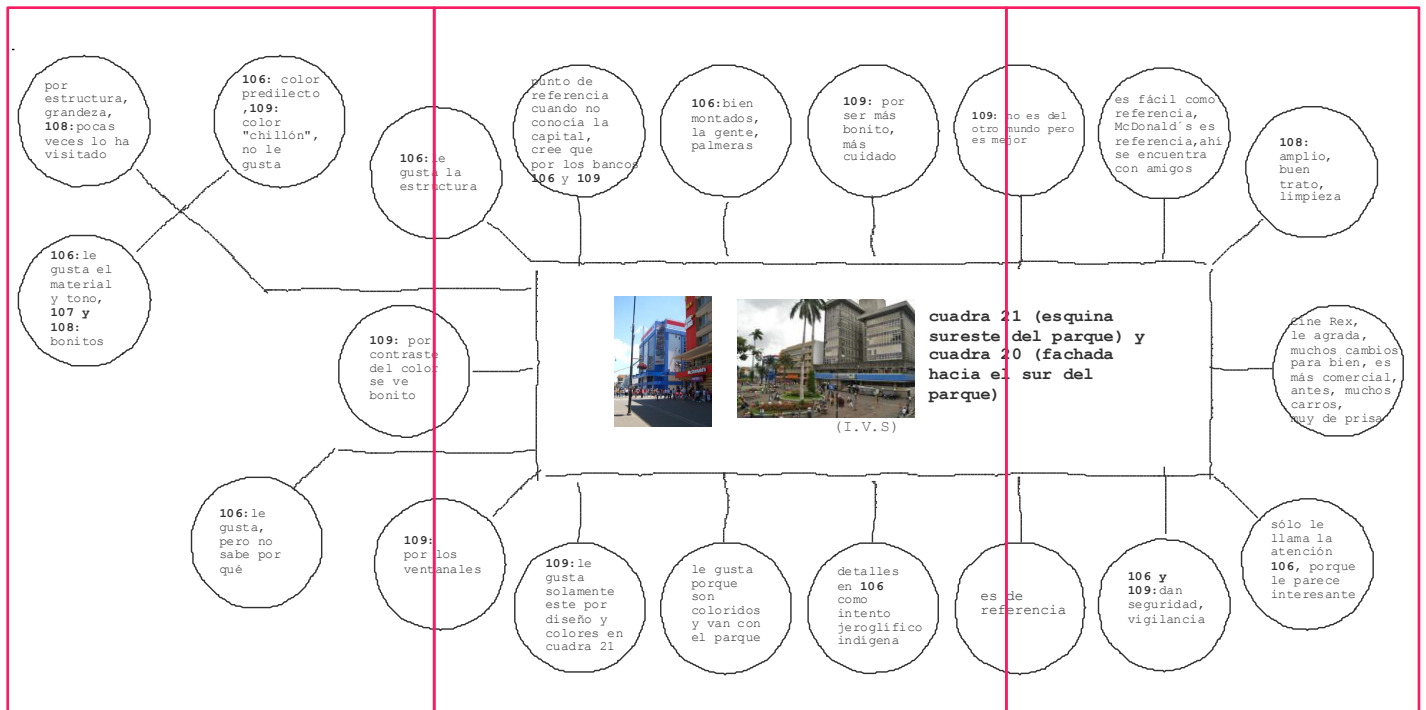 por
estructura,
grandeza,
108:pocas
veces lo ha
visitado
106: color
predilecto
,109:
color
"chillón",
no le
gusta
106:le
gusta la
estructura
punto de
referencia
cuando no
conocía la
capital,
cree que
por los bancos
106 y 109
106:bien
montados,
la gente,
palmeras
109: por
ser más
bonito,
más
cuidado
109: no es del
otro mundo pero
es mejor
es fácil como
referencia,
McDonald´s es
referencia,ahí
se encuentra
con amigos
108:
amplio,
buen
trato,
limpieza
106:le
gusta el
material
y tono,
107 y
108:
bonitos
109: por
contraste
del color
se ve
bonito
cuadra 21 (esquina
sureste del parque) y
cuadra 20 (fachada
hacia el sur del
parque)
(I.V.S)
Cine Rex,
le agrada,
muchos cambios
para bien, es
más comercial,
antes, muchos
carros,
muy de prisa
106:le
gusta,
pero no
sabe por
qué
109:
por los
ventanales
109:le
gusta
solamente
este por
diseño y
colores en
cuadra 21
le gusta
porque
son
coloridos
y van con
el parque
detalles
en 106
como
intento
jeroglífico
indígena
es de
referencia
106 y
109:dan
seguridad,
vigilancia
sólo le
llama la
atención
106, porque
le parece
interesante